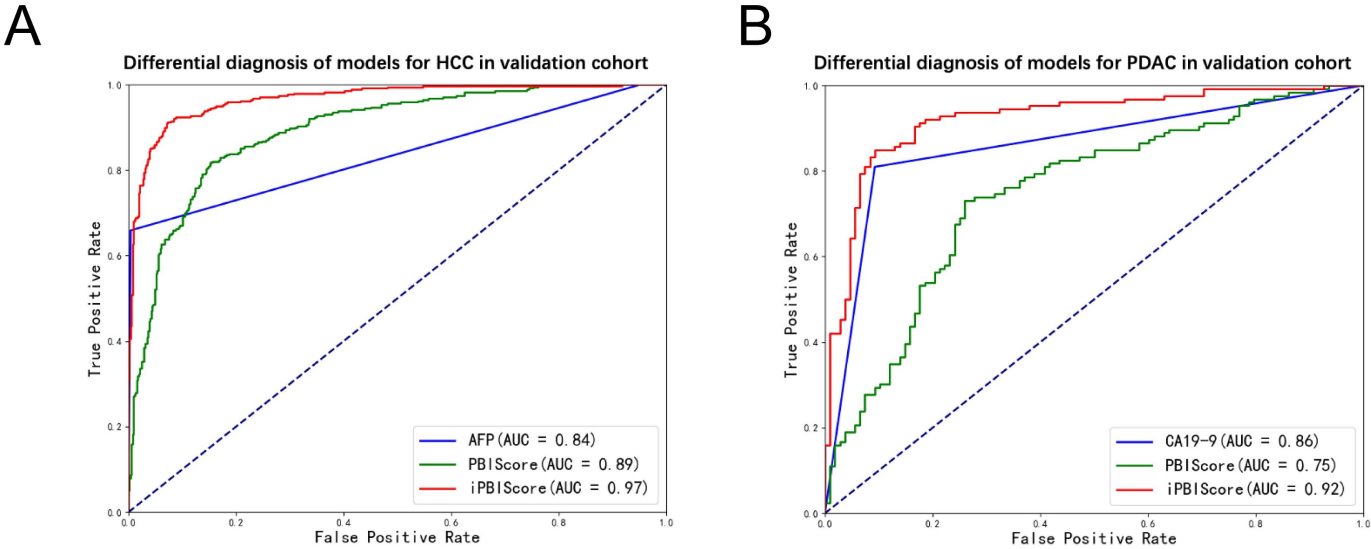 A
Differential diagnosis of models for HCC in validation cohort
True Positive Rate
1.0
0.8
0.6
0.4
0.2
0.0
AFP(AUC = 0.84)
PBIScore(AUC = 0.89)
iPBIScore(AUC = 0.97)
0.0 0.2 0.4 0.6 0.8 1.0
False Positive Rate
B
Differential diagnosis of models for PDAC in validation cohort
True Positive Rate
1.0
0.8
0.6
0.4
0.2
0.0
CA19-9(AUC = 0.86)
PBIScore(AUC = 0.75)
iPBIScore(AUC = 0.92)
0.0 0.2 0.4 0.6 0.8 1.0
False Positive Rate